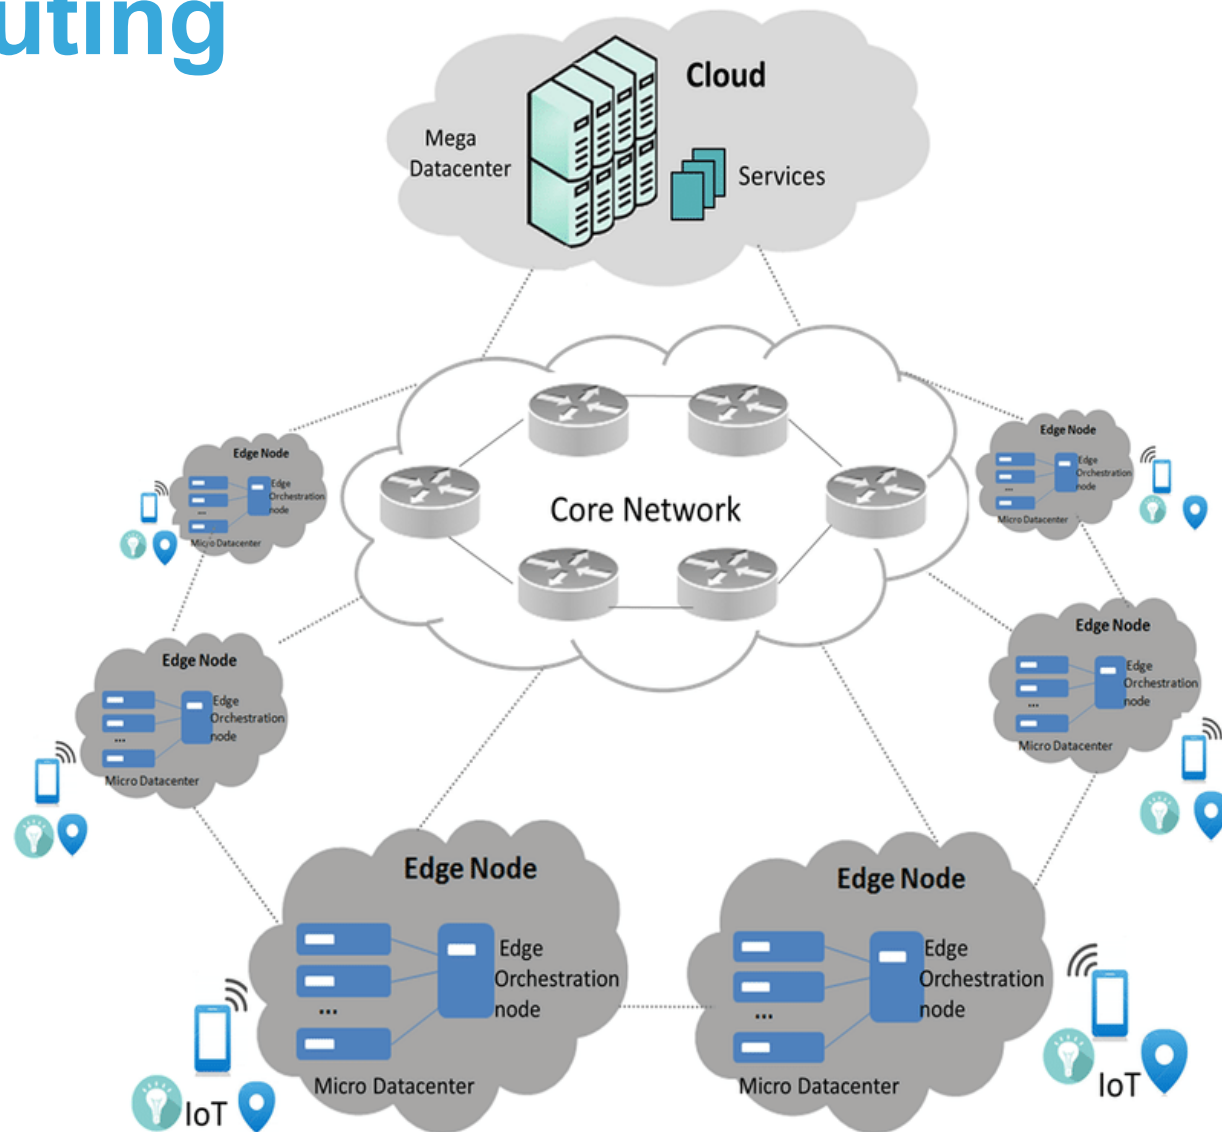 uting
Cloud
Mega
Datacenter
Services
Core Network
Edge Node
Edge
Orchestration
node
...
Micro Datacenter
Edge Node
Edge
Orchestration
node
...
Micro Datacenter
Edge Node
Edge
Orchestration
node
...
Micro Datacenter
Edge Node
Edge
Orchestration
node
...
Micro Datacenter
Edge Node
Edge
Orchestration
node
...
Micro Datacenter
IoT
Edge Node
Edge
Orchestration
node
...
Micro Datacenter
IoT